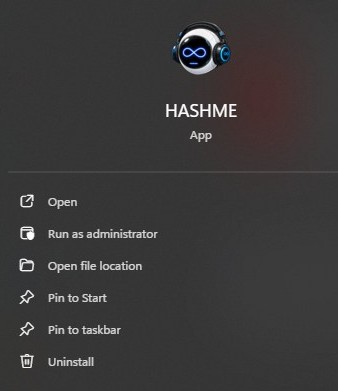 HASHME
App
Open
Run as administrator
Open file location
Pin to Start
Pin to taskbar
Uninstall